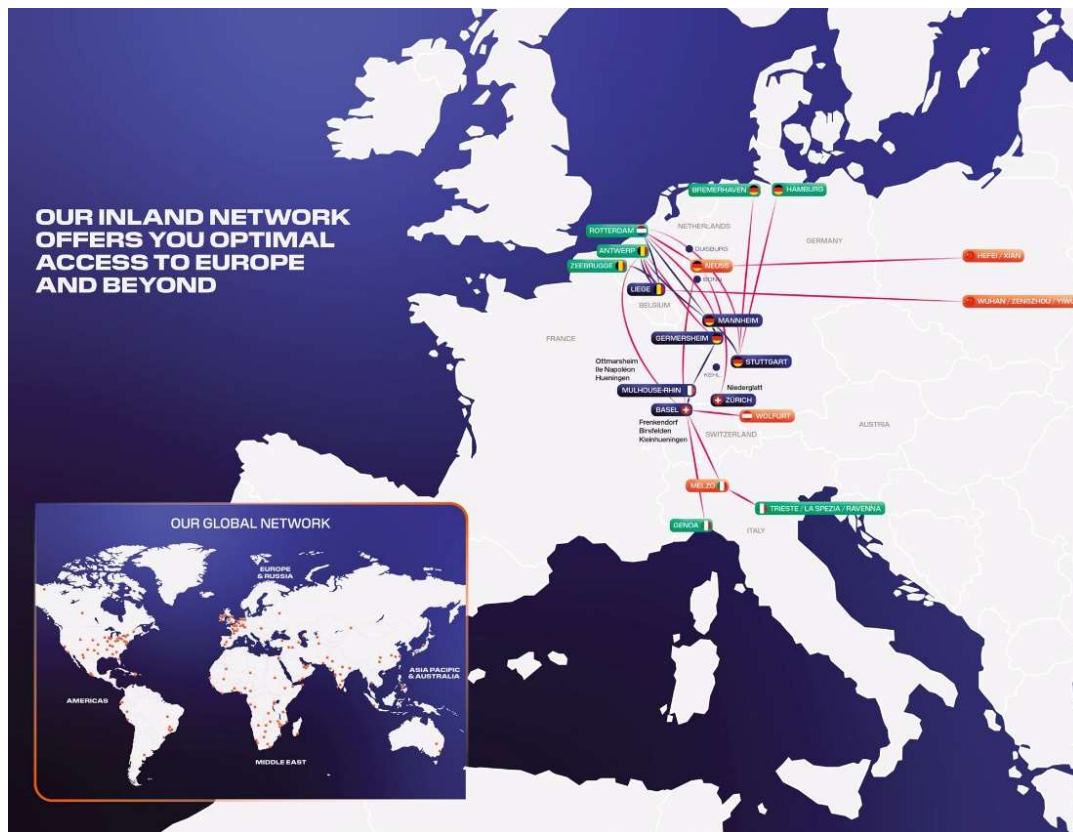 OUR INLAND NETWORK
OFFERS YOU OPTIMAL
ACCESS TO EUROPE
AND BEYOND
BREMERHAVEN
HAMBURG
ROTTERDAM
NETHERLANDS
ANTWERP
DUISBURG
GERMANY
ZEEBRUGGE
NEUSS
HEFEI / XIAN
BONN
LIEGE
BELGIUM
WUHAN / ZENGZHOU / YIWU
MANNHEIM
FRANCE
GERMERSHEIM
STUTTGART
Ottmarsheim
Ile Napoléon
Hueningen
KEHL
MULHOUSE-RHIN
Niederglatt
ZÜRICH
BASEL
WOLFURT
Frenkendorf
Birsfelden
Kleinhueningen
SWITZERLAND
AUSTRIA
MELZO
TRIESTE / LA SPEZIA / RAVENNA
GENOA
ITALY
OUR GLOBAL NETWORK
EUROPE
& RUSSIA
ASIA PACIFIC
& AUSTRALIA
AMERICAS
MIDDLE EAST